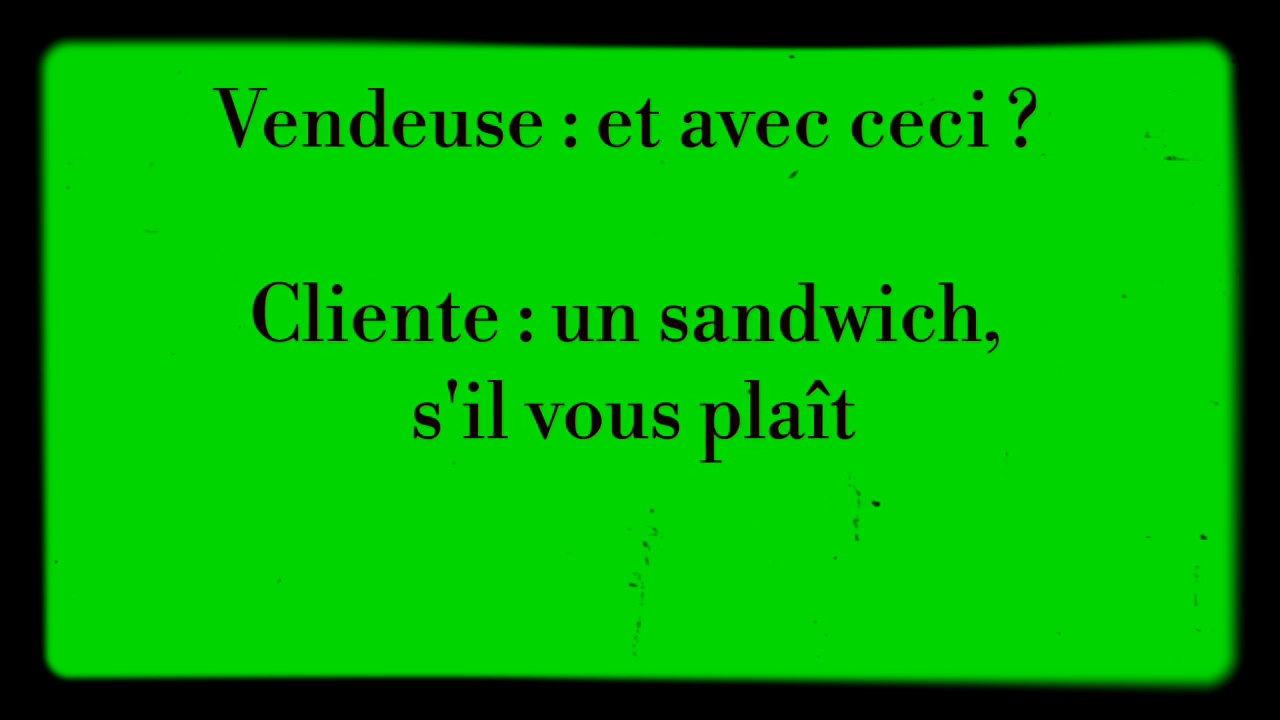 Vendeuse : et avec ceci ?
Cliente : un sandwich,
s'il vous plaît